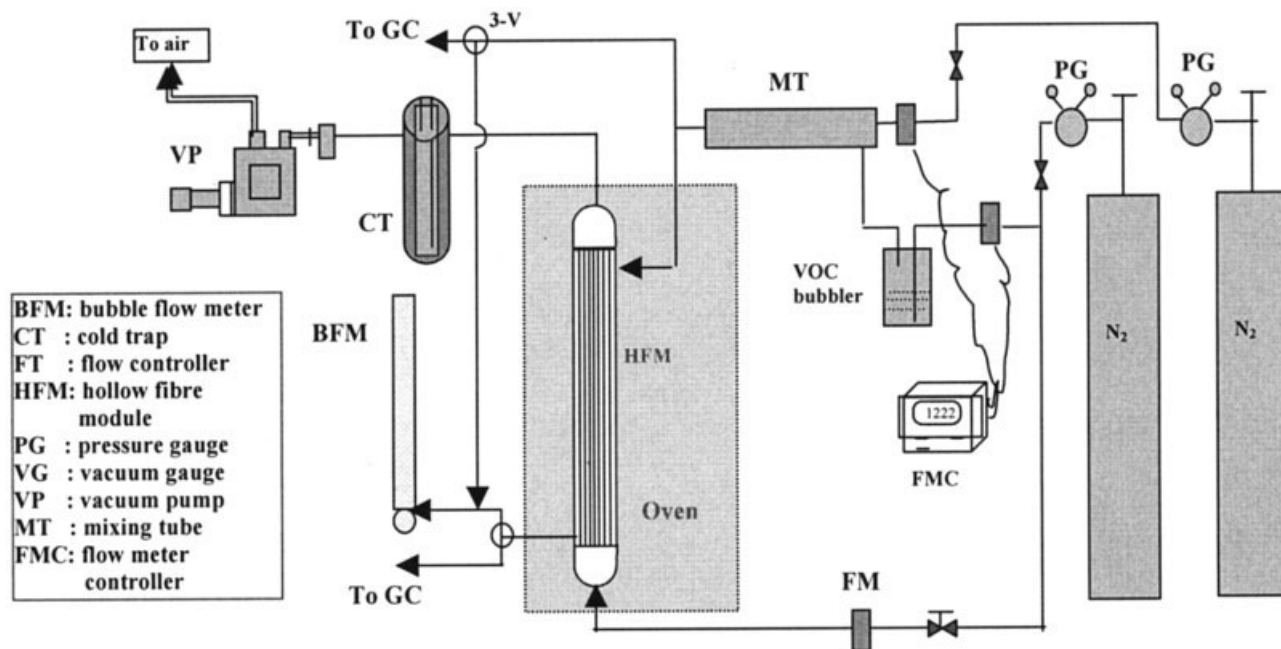 To GC
3-V
To air
PG
PG
MT
VP
CT
VOC
bubbler
BFM: bubble flow meter
CT : cold trap
FT : flow controller
HFM: hollow fibre
module
PG : pressure gauge
VG : vacuum gauge
VP : vacuum pump
MT : mixing tube
FMC: flow meter
controller
BFM
HFM
N₂
N₂
1222
FMC
Oven
To GC
FM